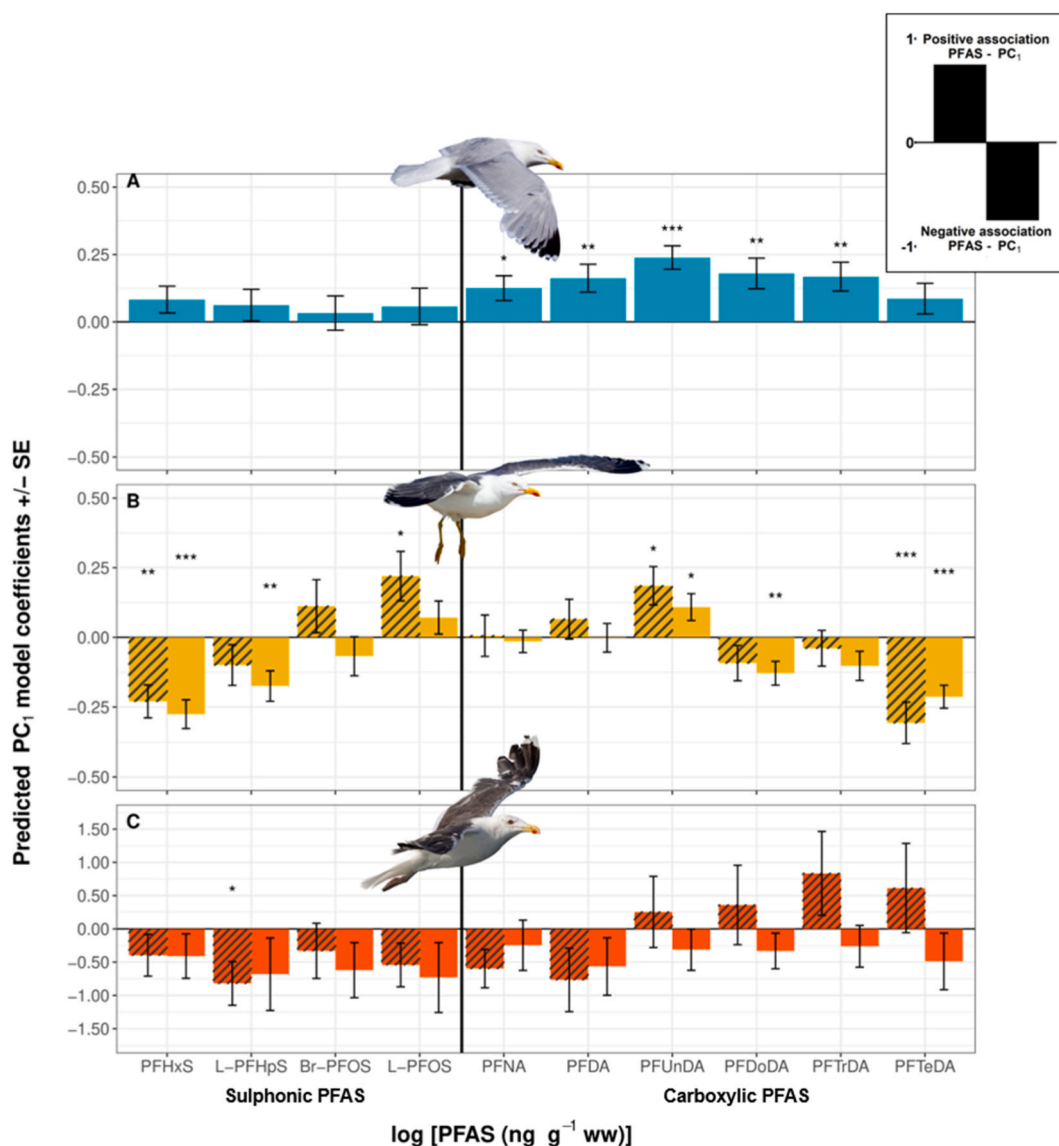 1
Positive association
PFAS - PC₁
0
Negative association
PFAS - PC₁
-1
A
0.50
0.25
0.00
−0.25
−0.50
* ** *** ** **
B
0.50
0.25
0.00
−0.25
−0.50
** *** ** * * * ** *** ***
C
1.50
1.00
0.50
0.00
−0.50
−1.00
−1.50
*
Predicted PC₁ model coefficients +/− SE
PFHxS L−PFHpS Br−PFOS L−PFOS PFNA PFDA PFUnDA PFDoDA PFTrDA PFTeDA
Sulphonic PFAS Carboxylic PFAS
log [PFAS (ng g⁻¹ ww)]